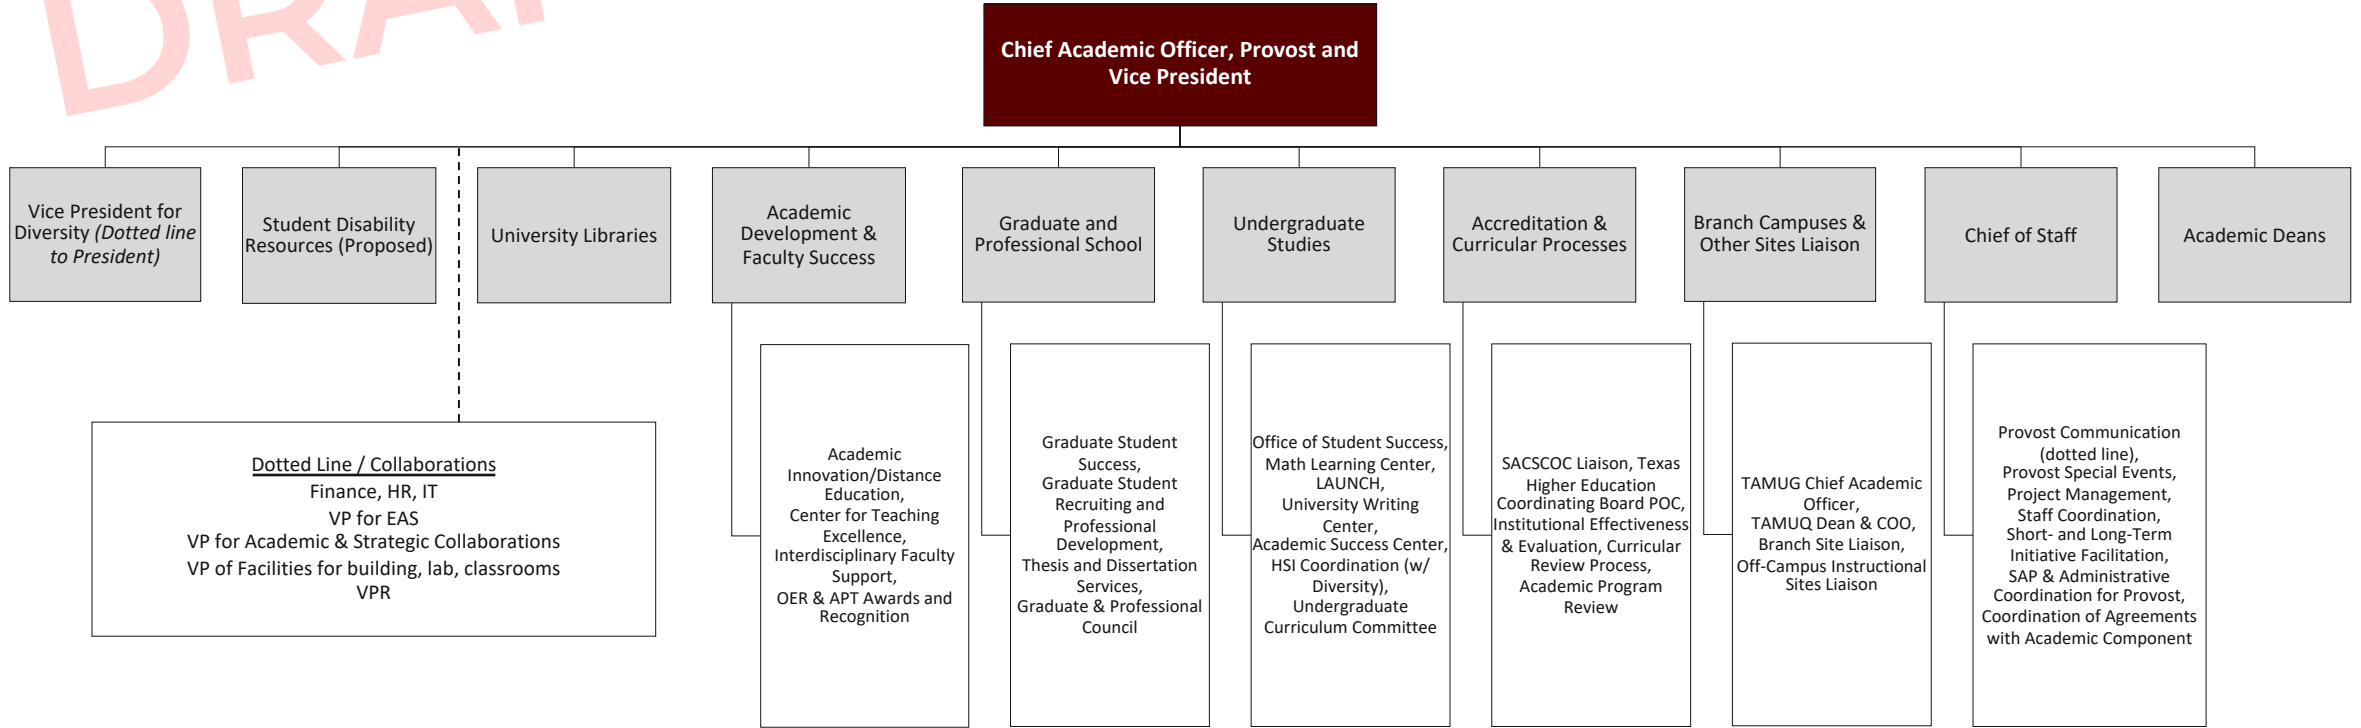 DRAF
Chief Academic Officer, Provost and
Vice President
Vice President for
Diversity (Dotted line
to President)
Student Disability
Resources (Proposed)
University Libraries
Academic
Development &
Faculty Success
Graduate and
Professional School
Undergraduate
Studies
Accreditation &
Curricular Processes
Branch Campuses &
Other Sites Liaison
Chief of Staff
Academic Deans
Dotted Line / Collaborations
Finance, HR, IT
VP for EAS
VP for Academic & Strategic Collaborations
VP of Facilities for building, lab, classrooms
VPR
Academic
Innovation/Distance
Education,
Center for Teaching
Excellence,
Interdisciplinary Faculty
Support,
OER & APT Awards and
Recognition
Graduate Student
Success,
Graduate Student
Recruiting and
Professional
Development,
Thesis and Dissertation
Services,
Graduate & Professional
Council
Office of Student Success,
Math Learning Center,
LAUNCH,
University Writing
Center,
Academic Success Center,
HSI Coordination (w/
Diversity),
Undergraduate
Curriculum Committee
SACSCOC Liaison, Texas
Higher Education
Coordinating Board POC,
Institutional Effectiveness
& Evaluation, Curricular
Review Process,
Academic Program
Review
TAMUG Chief Academic
Officer,
TAMUQ Dean & COO,
Branch Site Liaison,
Off-Campus Instructional
Sites Liaison
Provost Communication
(dotted line),
Provost Special Events,
Project Management,
Staff Coordination,
Short- and Long-Term
Initiative Facilitation,
SAP & Administrative
Coordination for Provost,
Coordination of Agreements
with Academic Component